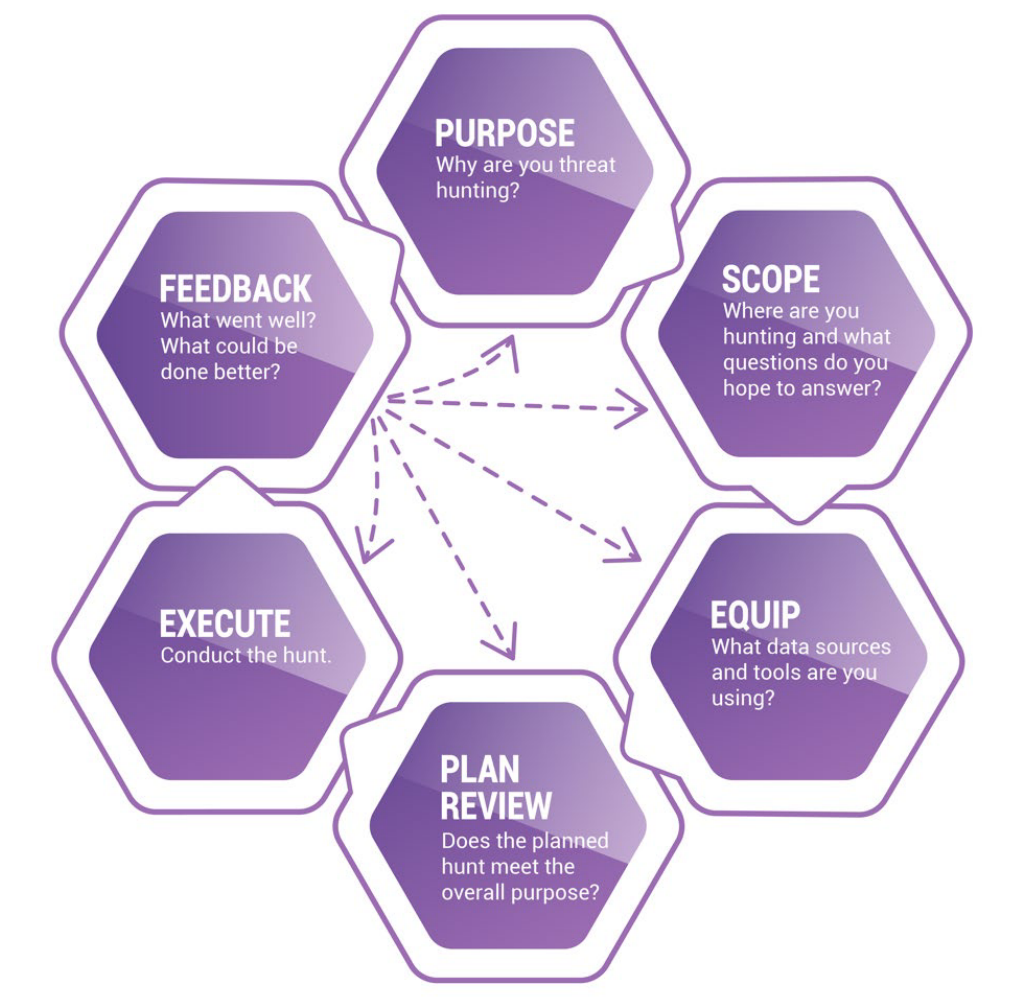 PURPOSE
Why are you threat
hunting?
SCOPE
Where are you
hunting and what
questions do you
hope to answer?
EQUIP
What data sources
and tools are you
using?
PLAN
REVIEW
Does the planned
hunt meet the
overall purpose?
EXECUTE
Conduct the hunt.
FEEDBACK
What went well?
What could be
done better?